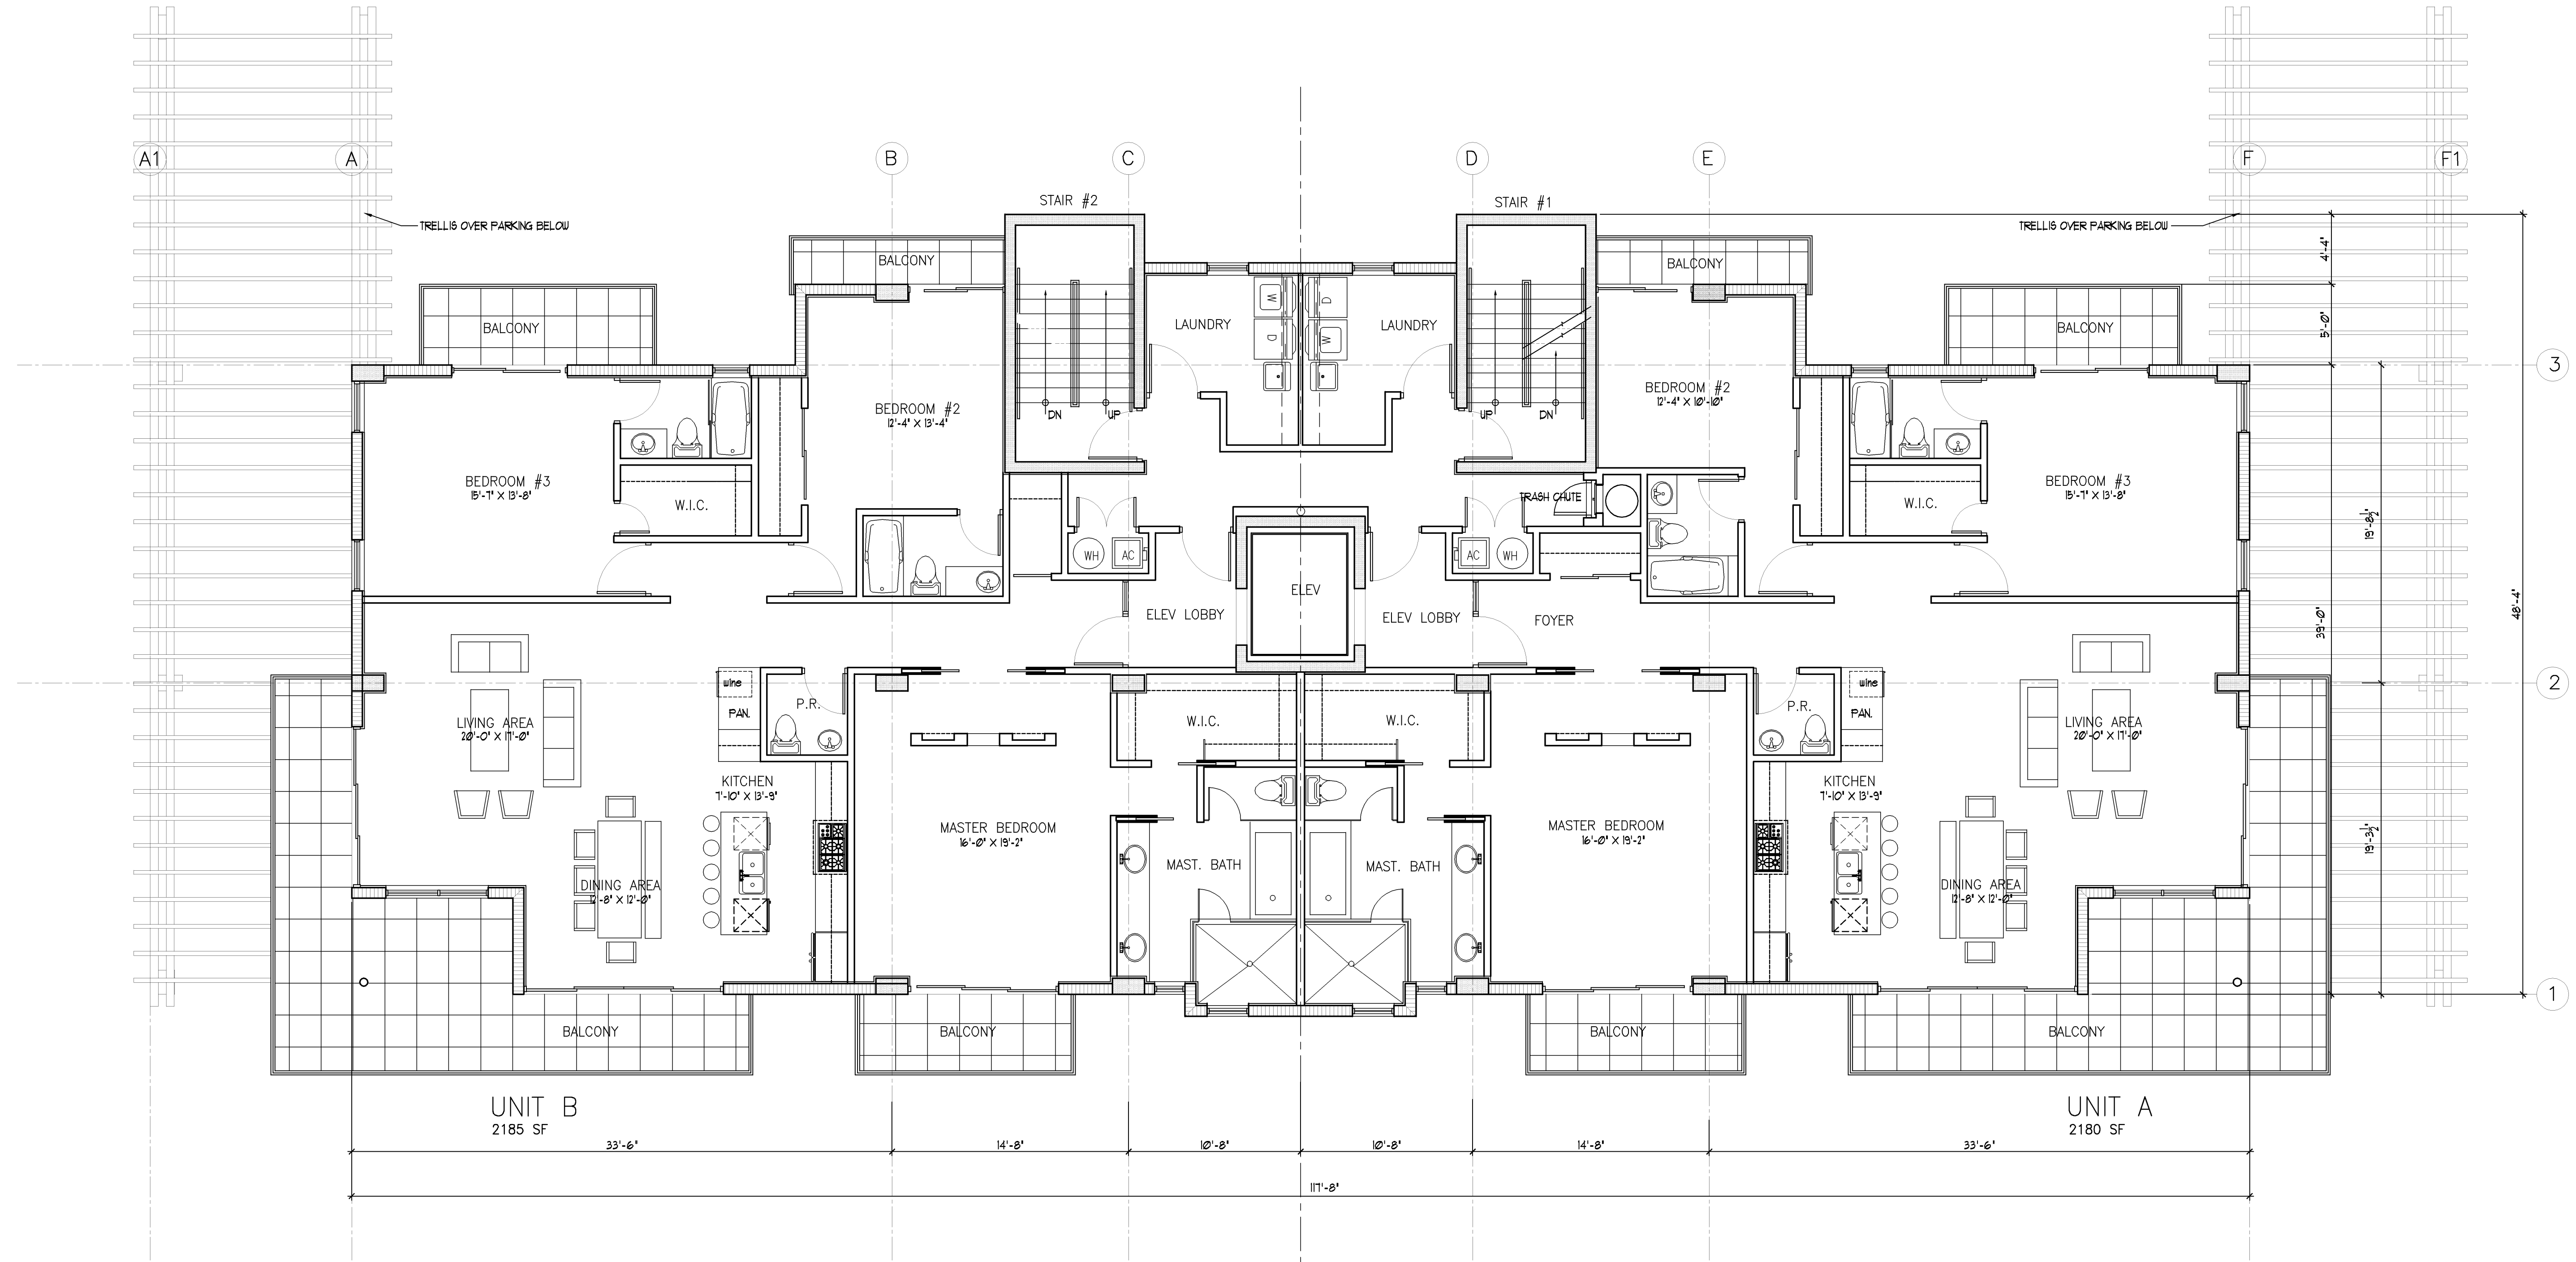 A1
A
B
C
D
E
F
F1
STAIR #2
STAIR #1
TRELLIS OVER PARKING BELOW
TRELLIS OVER PARKING BELOW
BALCONY
BALCONY
4'-4"
BALCONY
BALCONY
5'-0"
LAUNDRY
W
D
D
W
LAUNDRY
3
BEDROOM #2
12'-4" X 13'-4"
DN
UP
UP
DN
BEDROOM #2
12'-4" X 10'-10"
BEDROOM #3
15'-7" X 13'-8"
W.I.C.
TRASH CHUTE
W.I.C.
BEDROOM #3
15'-7" X 13'-8"
19'-8½"
WH
AC
AC
WH
ELEV
ELEV LOBBY
ELEV LOBBY
FOYER
39'-0"
48'-4"
wine
wine
2
PAN.
P.R.
P.R.
PAN.
LIVING AREA
20'-0" X 17'-0"
W.I.C.
W.I.C.
LIVING AREA
20'-0" X 17'-0"
KITCHEN
7'-10" X 13'-9"
KITCHEN
7'-10" X 13'-9"
MASTER BEDROOM
16'-0" X 19'-2"
MASTER BEDROOM
16'-0" X 19'-2"
19'-3½"
MAST. BATH
MAST. BATH
DINING AREA
12'-8" X 12'-0"
DINING AREA
12'-8" X 12'-0"
1
BALCONY
BALCONY
BALCONY
BALCONY
UNIT B
2185 SF
UNIT A
2180 SF
33'-6"
14'-8"
10'-8"
10'-8"
14'-8"
33'-6"
117'-8"